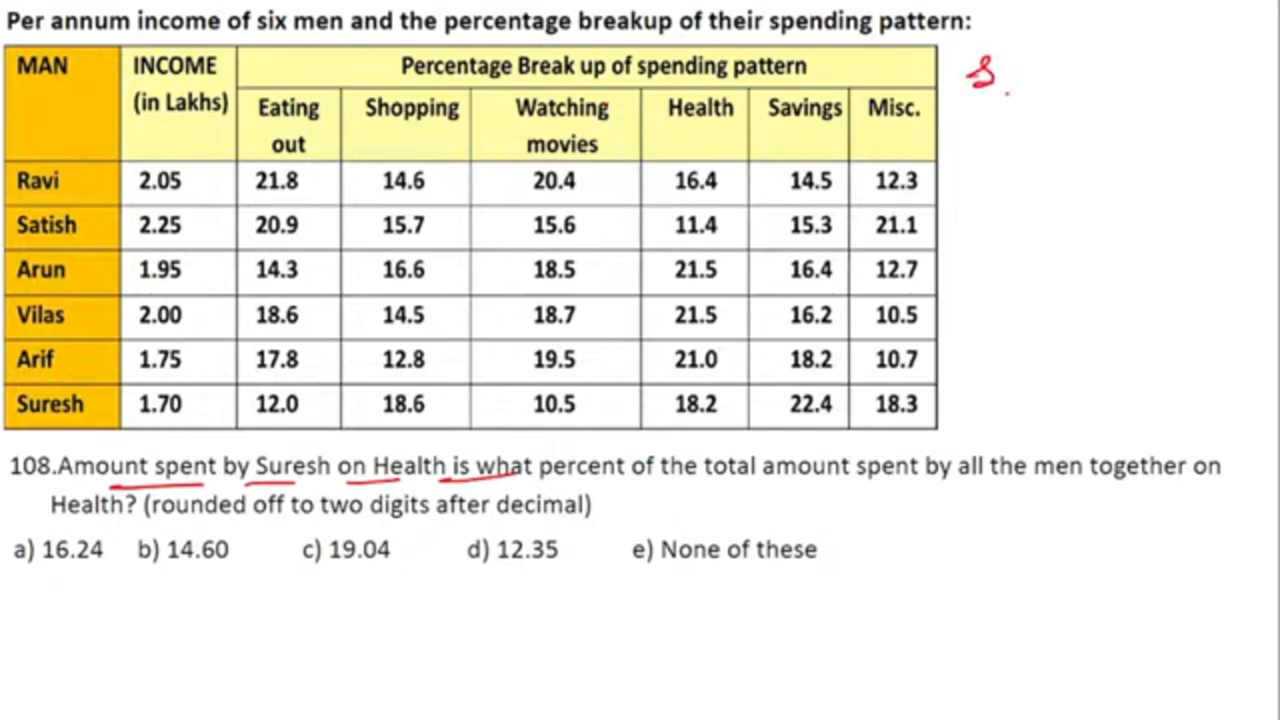 Per annum income of six men and the percentage breakup of their spending pattern:
MAN INCOME (in Lakhs) Percentage Break up of spending pattern
Eating out Shopping Watching movies Health Savings Misc.
Ravi 2.05 21.8 14.6 20.4 16.4 14.5 12.3
Satish 2.25 20.9 15.7 15.6 11.4 15.3 21.1
Arun 1.95 14.3 16.6 18.5 21.5 16.4 12.7
Vilas 2.00 18.6 14.5 18.7 21.5 16.2 10.5
Arif 1.75 17.8 12.8 19.5 21.0 18.2 10.7
Suresh 1.70 12.0 18.6 10.5 18.2 22.4 18.3
108.Amount spent by Suresh on Health is what percent of the total amount spent by all the men together on
Health? (rounded off to two digits after decimal)
a) 16.24 b) 14.60 c) 19.04 d) 12.35 e) None of these